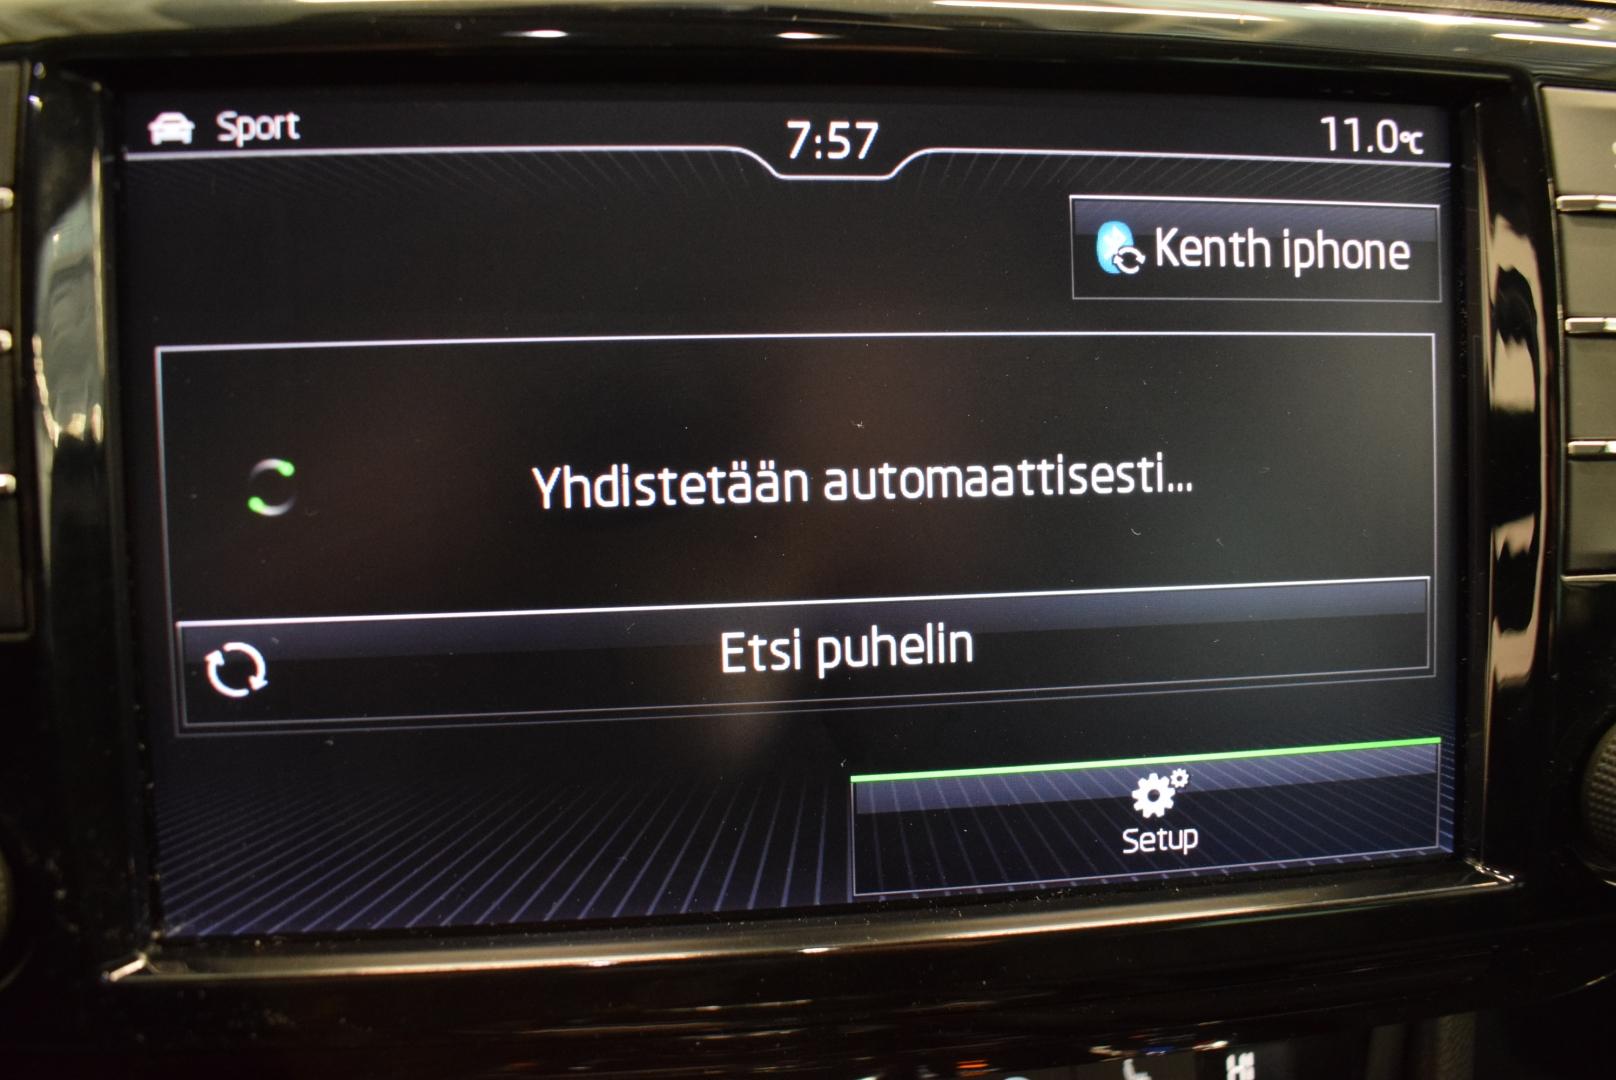 Sport
7:57
11.0°C
Kenth iphone
Yhdistetään automaattisesti...
Etsi puhelin
Setup